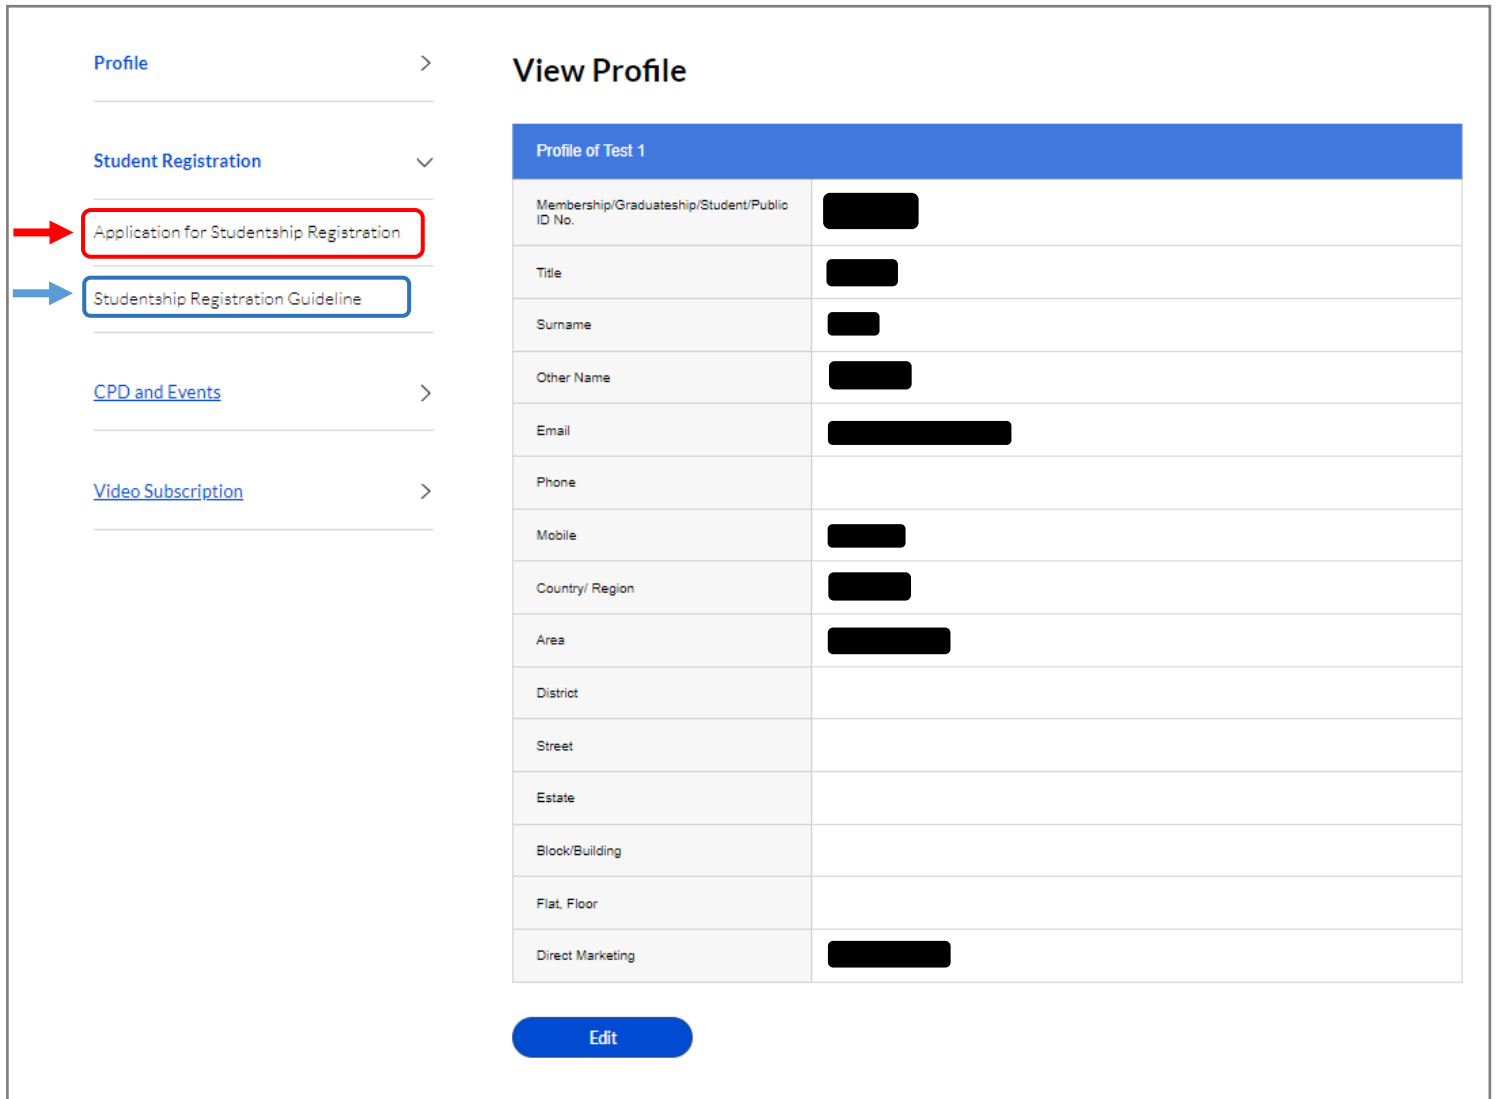 Profile
Student Registration
Application for Studentship Registration
Studentship Registration Guideline
CPD and Events
Video Subscription
View Profile
Profile of Test 1
Membership/Graduateship/Student/Public
ID No.
Title
Surname
Other Name
Email
Phone
Mobile
Country/ Region
Area
District
Street
Estate
Block/Building
Flat, Floor
Direct Marketing
Edit